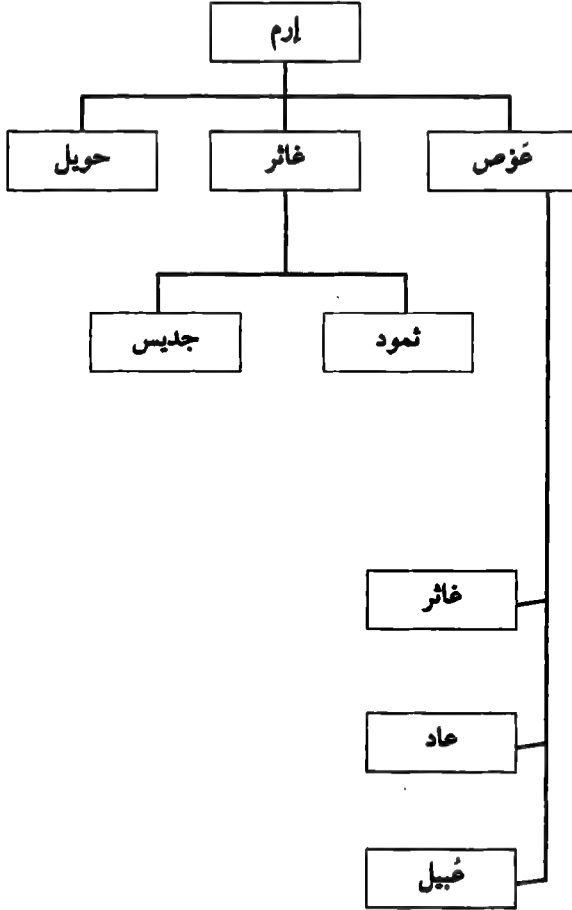 إرم
عَوْص
غاثر
حويل
ثمود
جديس
غاثر
عاد
عُبيل